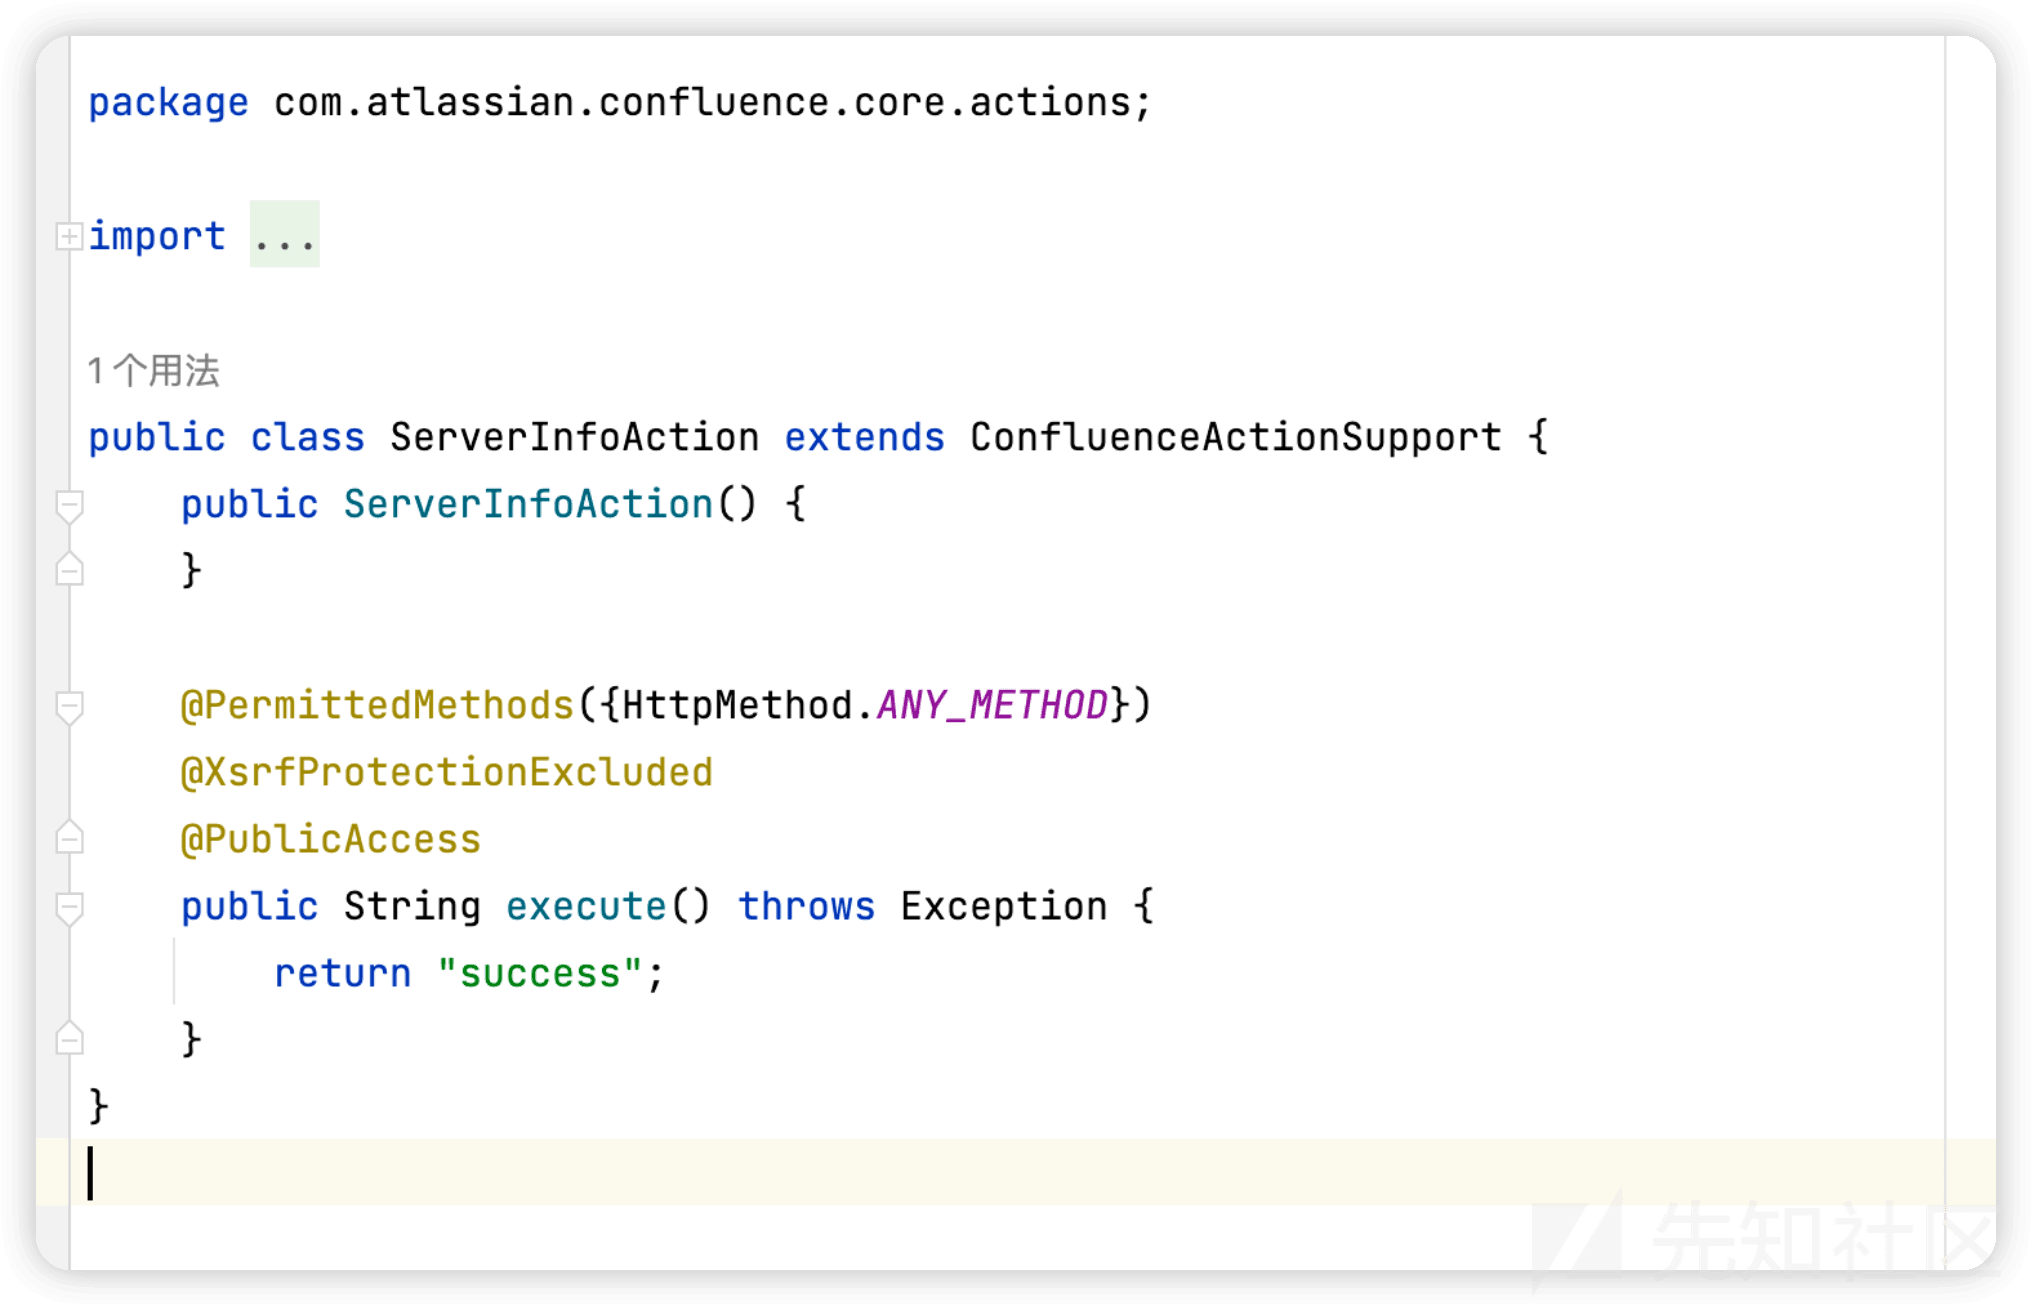 package com.atlassian.confluence.core.actions;
import ...
1个用法
public class ServerInfoAction extends ConfluenceActionSupport {
public ServerInfoAction() {
}
@PermittedMethods({HttpMethod.ANY_METHOD})
@XsrfProtectionExcluded
@PublicAccess
public String execute() throws Exception {
return "success";
}
}
先知社区